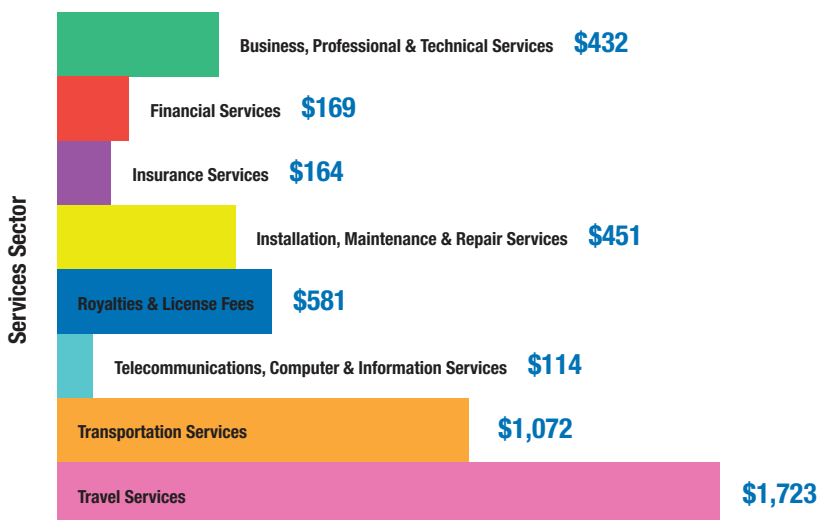 Services Sector
Business, Professional & Technical Services $432
Financial Services $169
Insurance Services $164
Installation, Maintenance & Repair Services $451
Royalties & License Fees $581
Telecommunications, Computer & Information Services $114
Transportation Services $1,072
Travel Services $1,723